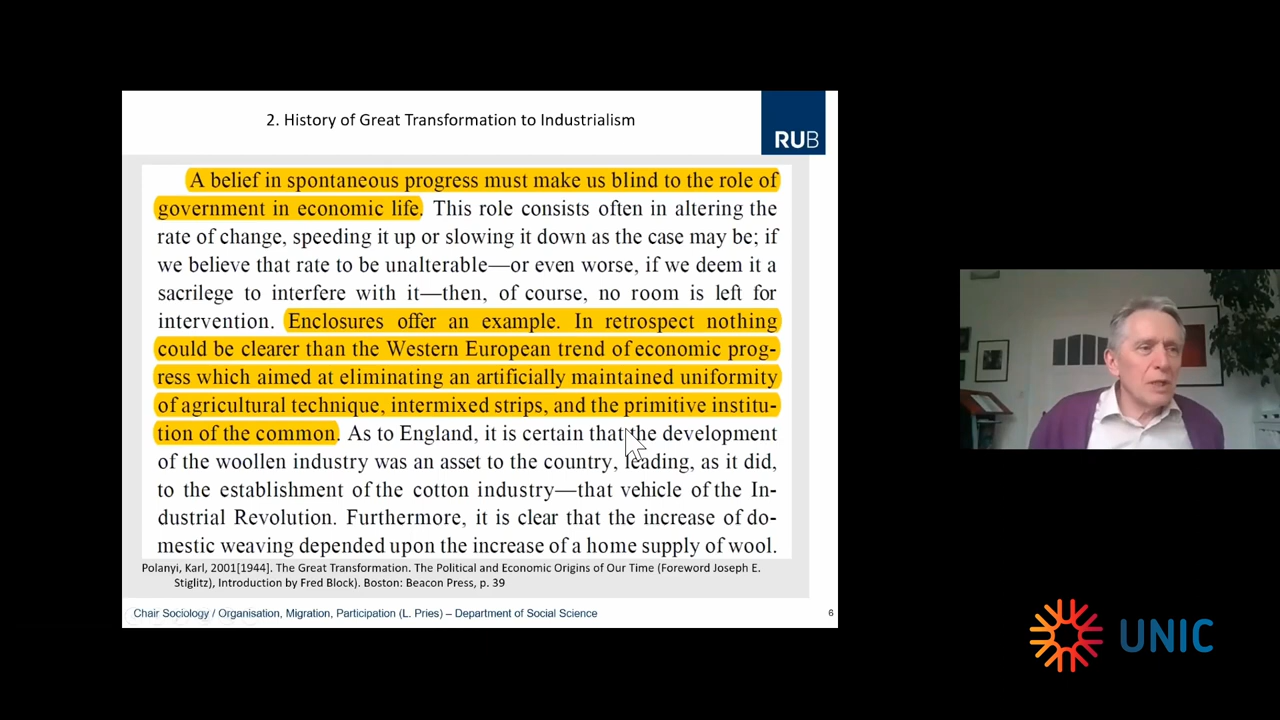 2. History of Great Transformation to Industrialism
RUB
A belief in spontaneous progress must make us blind to the role of
government in economic life. This role consists often in altering the
rate of change, speeding it up or slowing it down as the case may be; if
we believe that rate to be unalterable—or even worse, if we deem it a
sacrilege to interfere with it—then, of course, no room is left for
intervention. Enclosures offer an example. In retrospect nothing
could be clearer than the Western European trend of economic prog-
ress which aimed at eliminating an artificially maintained uniformity
of agricultural technique, intermixed strips, and the primitive institu-
tion of the common. As to England, it is certain that the development
of the woollen industry was an asset to the country, leading, as it did,
to the establishment of the cotton industry—that vehicle of the In-
dustrial Revolution. Furthermore, it is clear that the increase of do-
mestic weaving depended upon the increase of a home supply of wool.
Polanyi, Karl, 2001[1944]. The Great Transformation. The Political and Economic Origins of Our Time (Foreword Joseph E.
Stiglitz), Introduction by Fred Block). Boston: Beacon Press, p. 39
Chair Sociology / Organisation, Migration, Participation (L. Pries) – Department of Social Science
6
UNIC